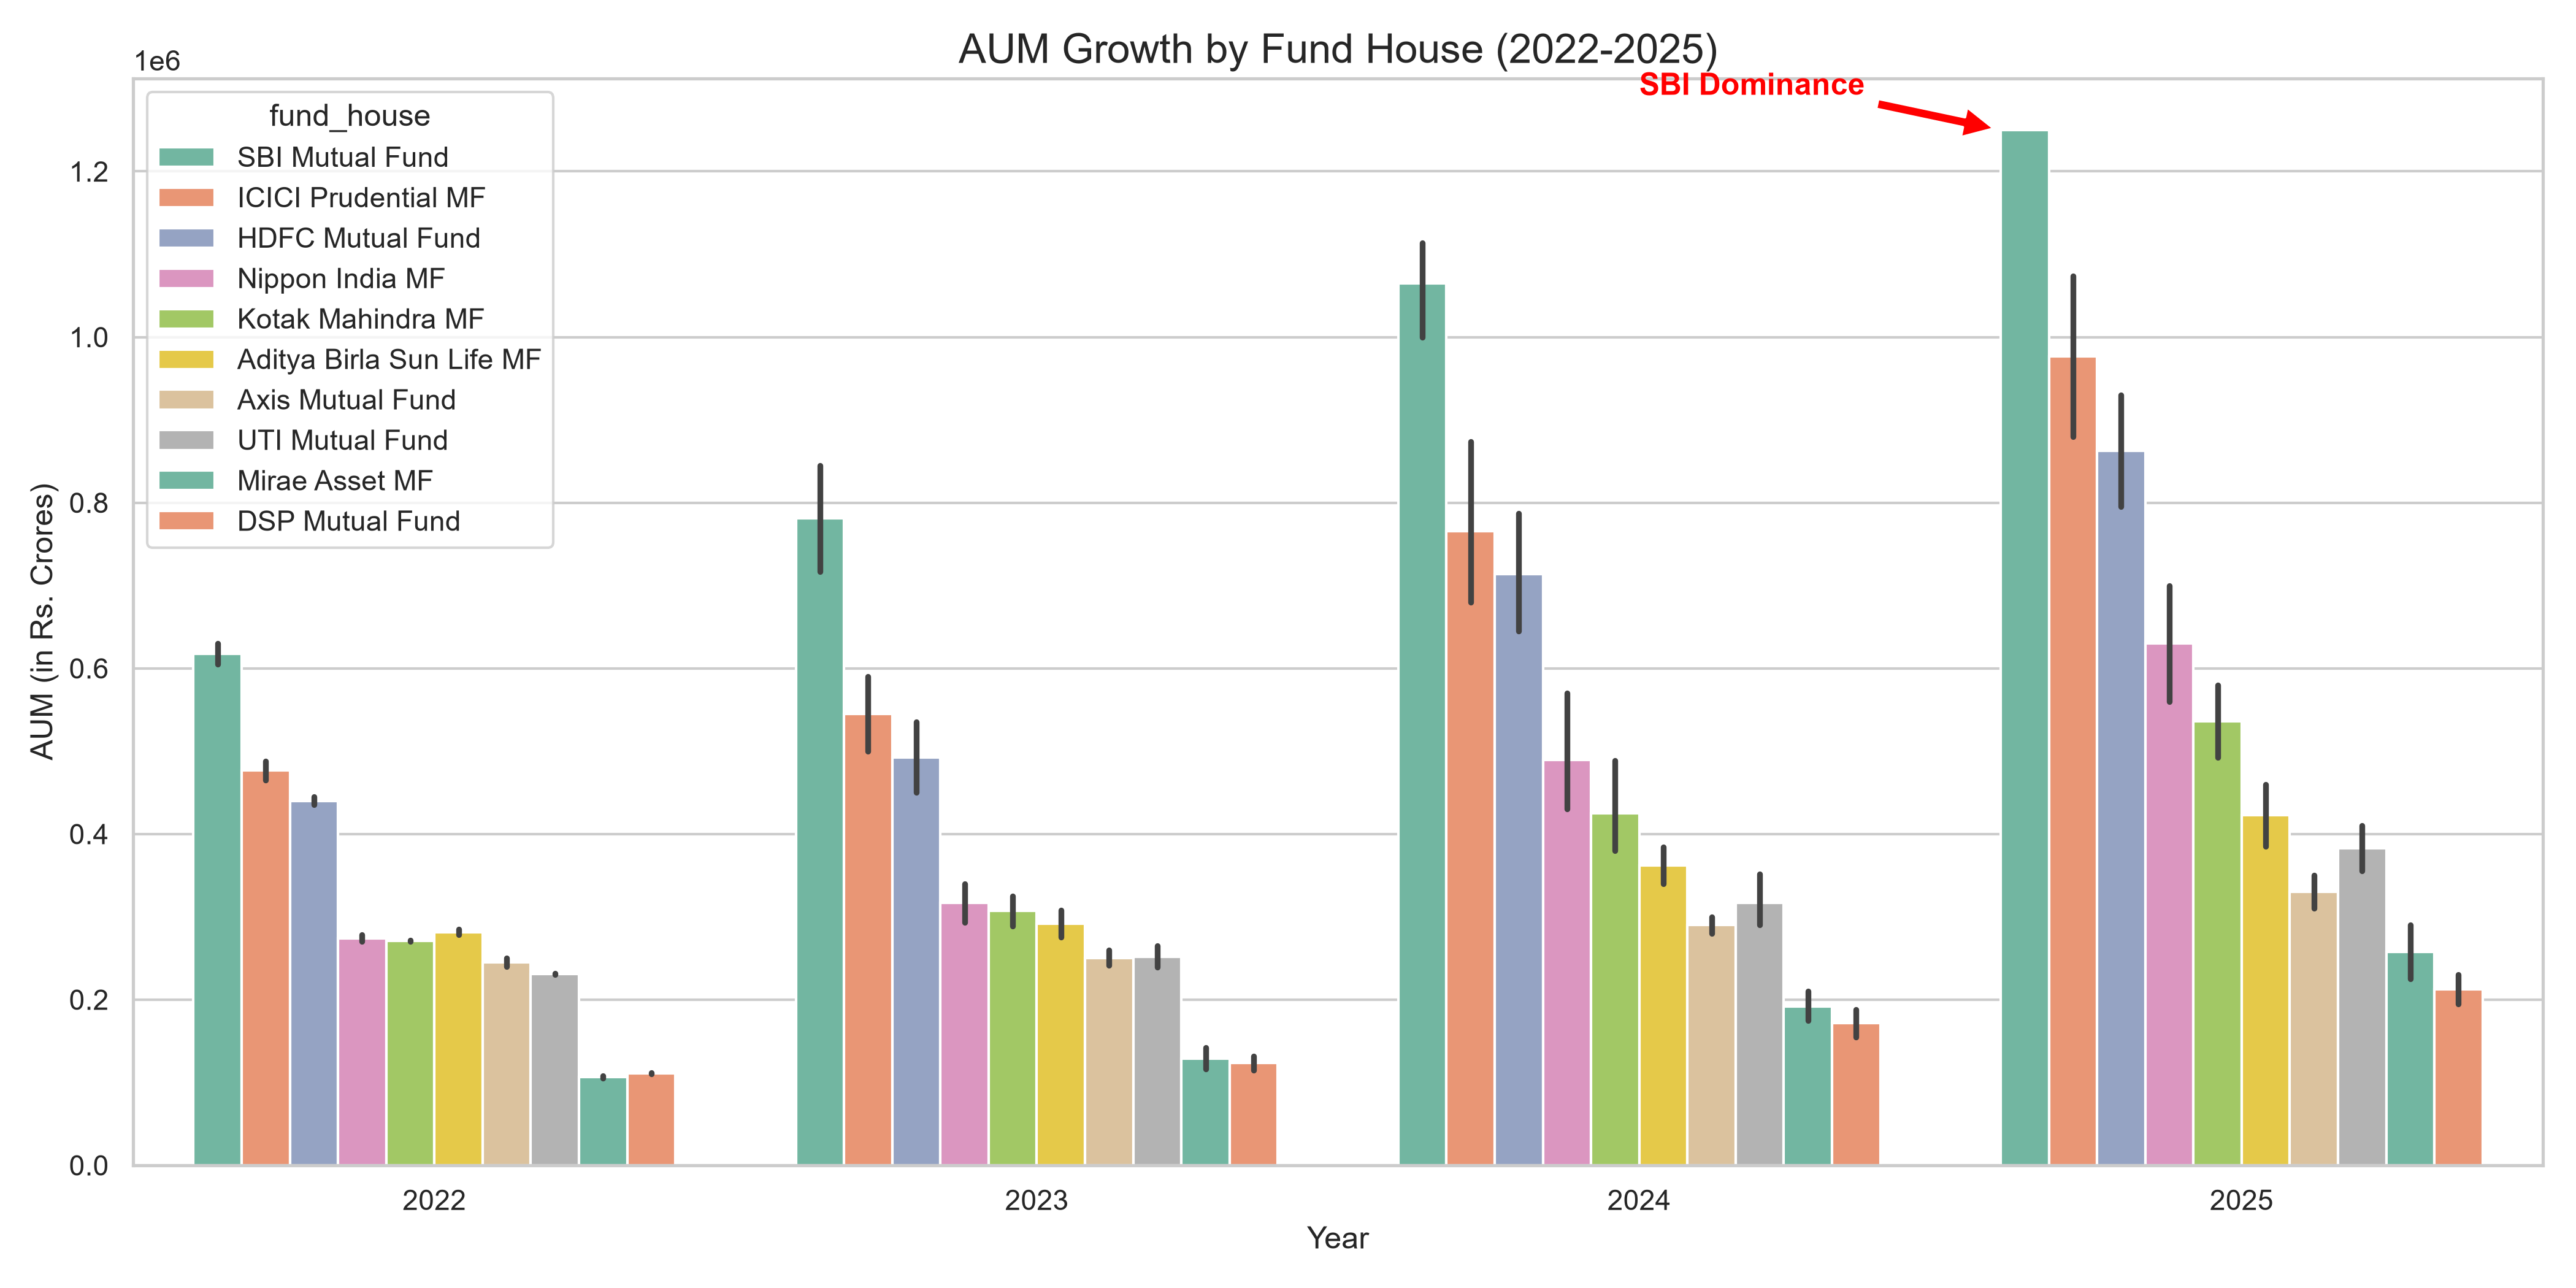 AUM Growth by Fund House (2022-2025)
1e6
SBI Dominance
fund_house
SBI Mutual Fund
ICICI Prudential MF
HDFC Mutual Fund
Nippon India MF
Kotak Mahindra MF
Aditya Birla Sun Life MF
Axis Mutual Fund
UTI Mutual Fund
Mirae Asset MF
DSP Mutual Fund
1.2
1.0
0.8
0.6
0.4
0.2
0.0
AUM (in Rs. Crores)
2022 2023 2024 2025
Year